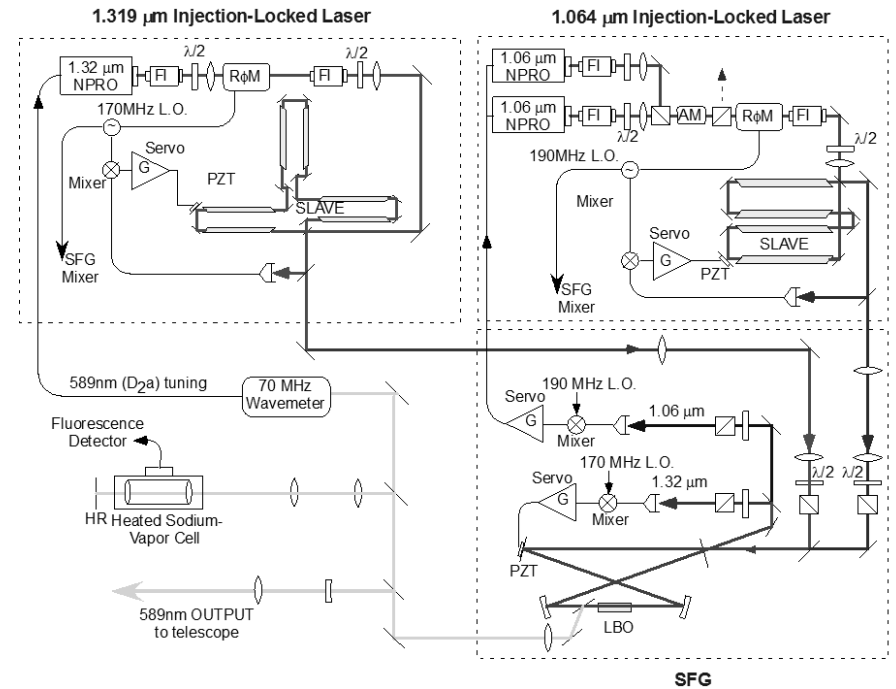 1.319 μm Injection-Locked Laser
1.064 μm Injection-Locked Laser
1.32 μm
NPRO
FI
λ/2
RϕM
FI
λ/2
170MHz L.O.
Servo
G
Mixer
PZT
SLAVE
SFG
Mixer
1.06 μm
NPRO
FI
1.06 μm
NPRO
FI
λ/2
AM
RϕM
FI
λ/2
190MHz L.O.
Mixer
Servo
G
PZT
SLAVE
SFG
Mixer
589nm (D2a) tuning
70 MHz
Wavemeter
Fluorescence
Detector
HR
Heated Sodium-
Vapor Cell
589nm OUTPUT
to telescope
190 MHz L.O.
Servo
G
Mixer
1.06 μm
170 MHz L.O.
Servo
G
Mixer
1.32 μm
λ/2
λ/2
PZT
LBO
SFG